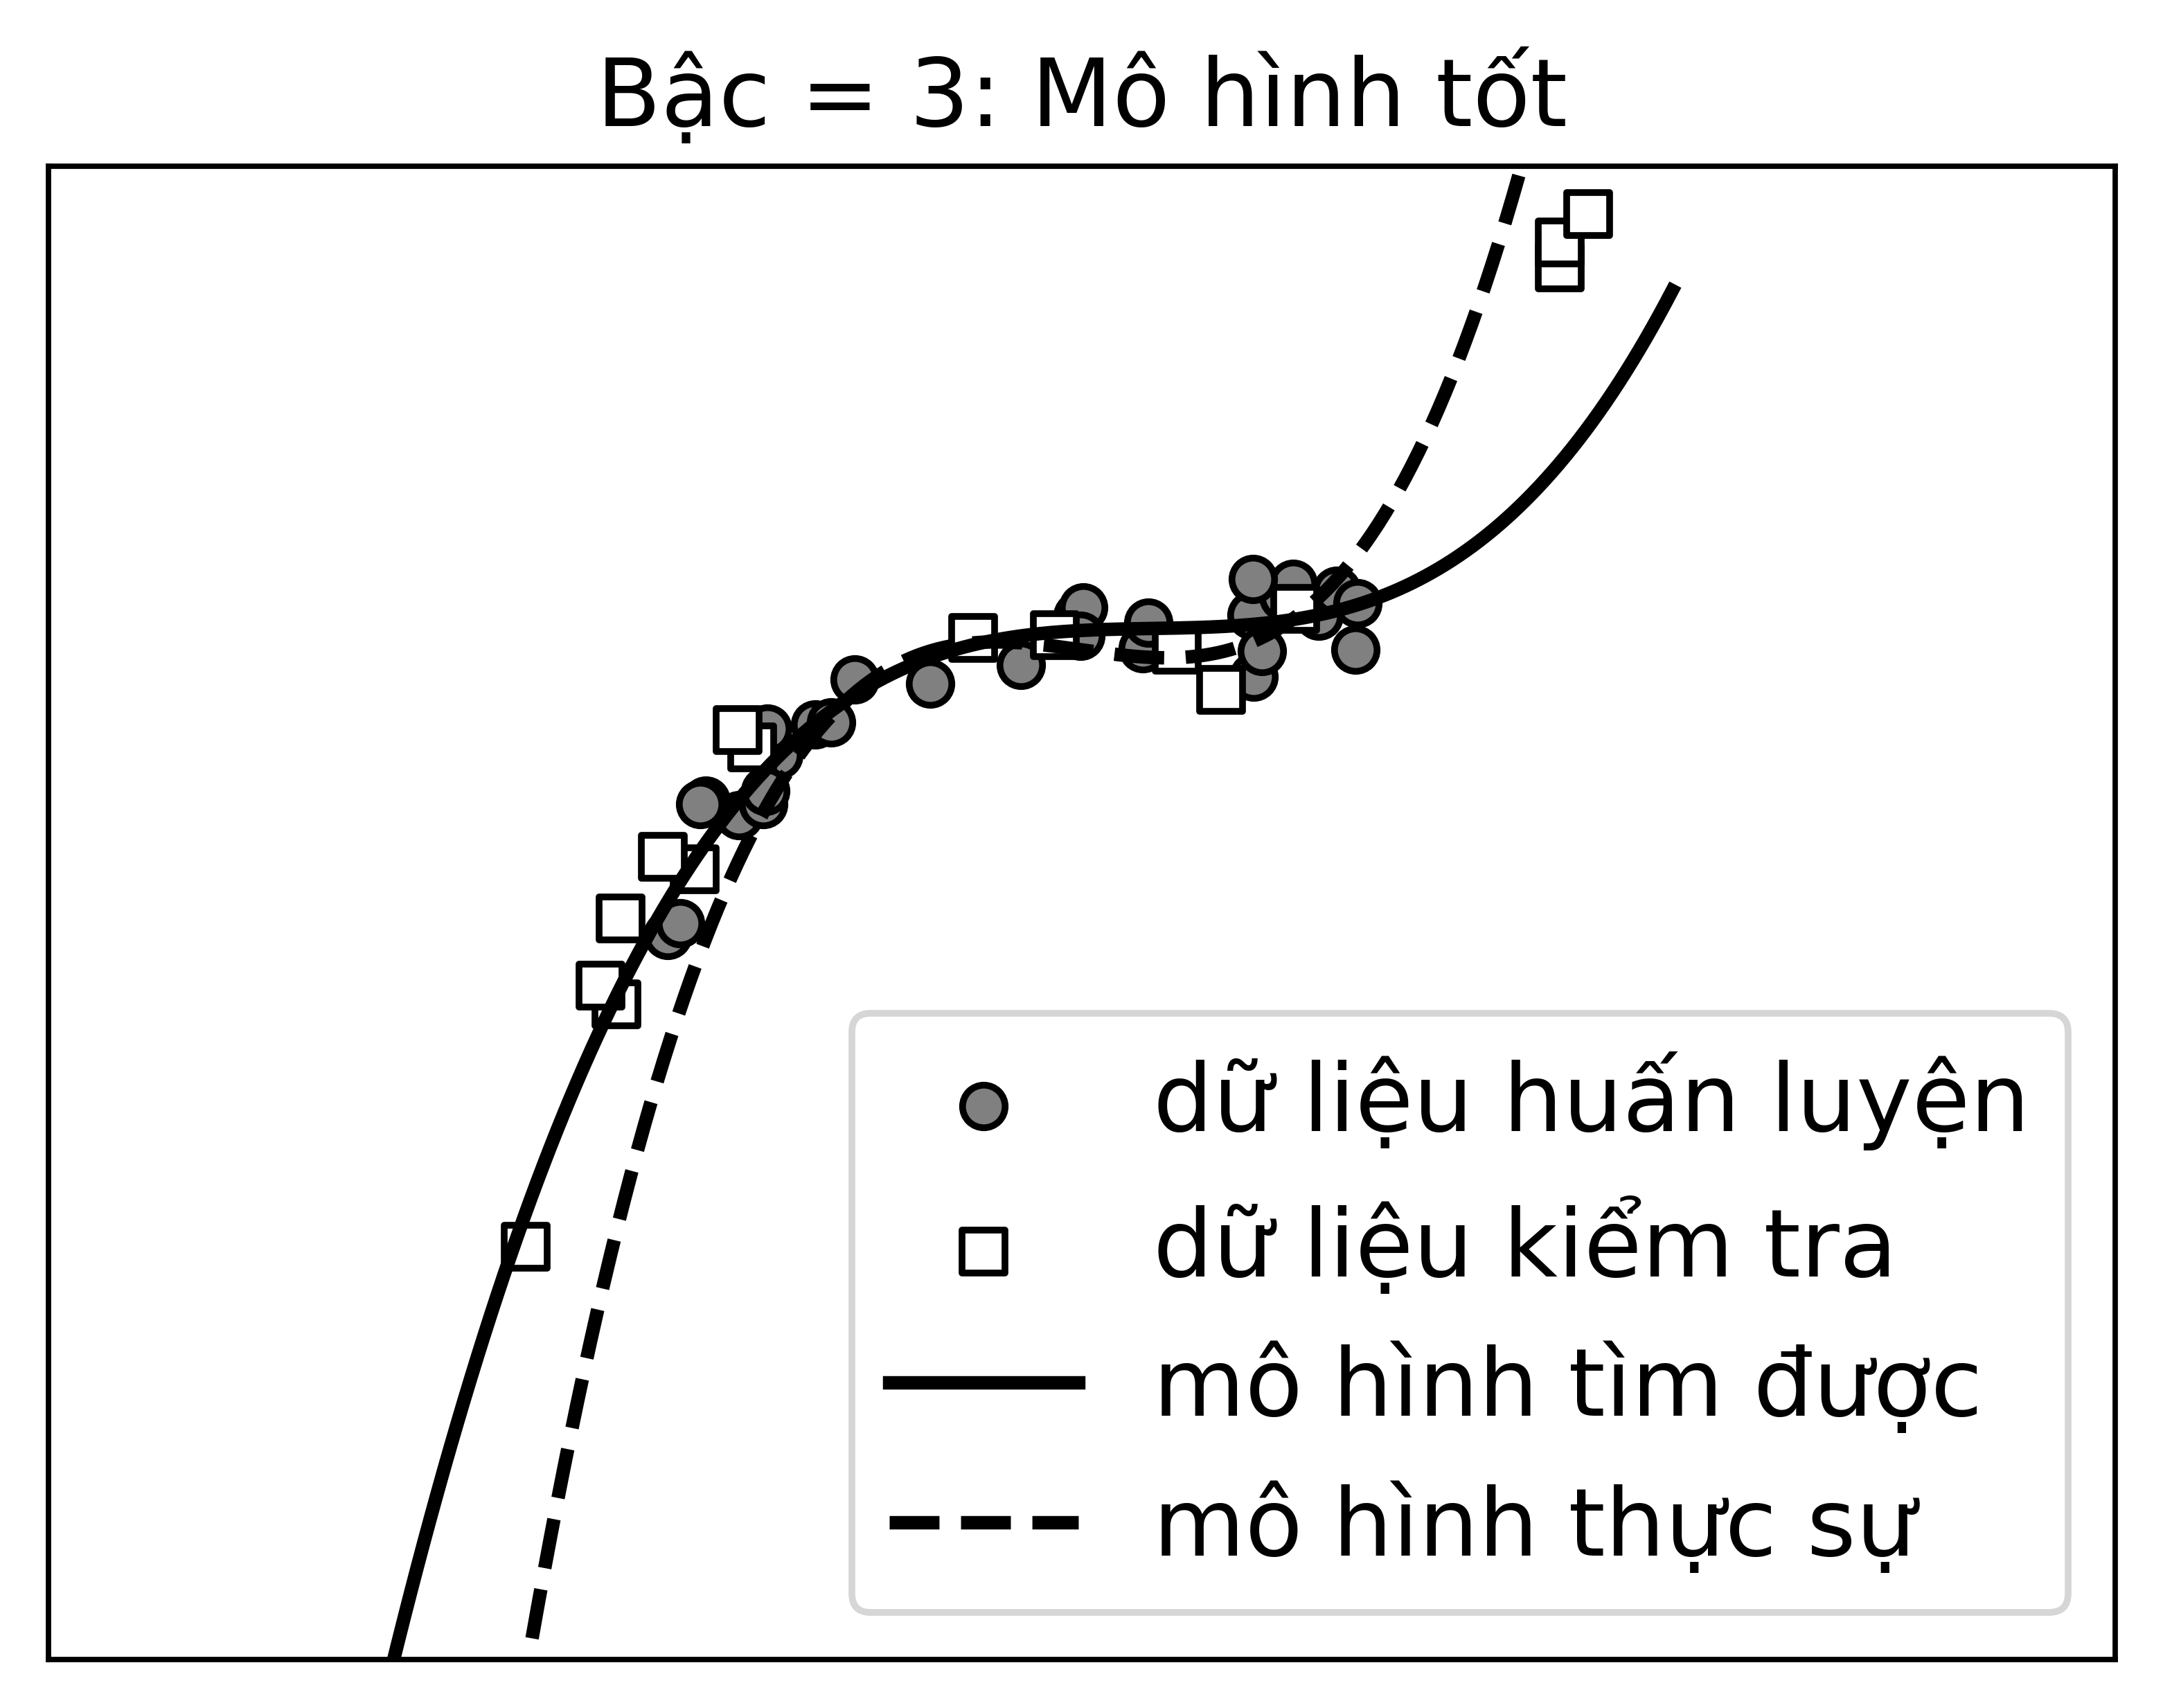 Bậc = 3: Mô hình tốt
dữ liệu huấn luyện
dữ liệu kiểm tra
mô hình tìm được
mô hình thực sự